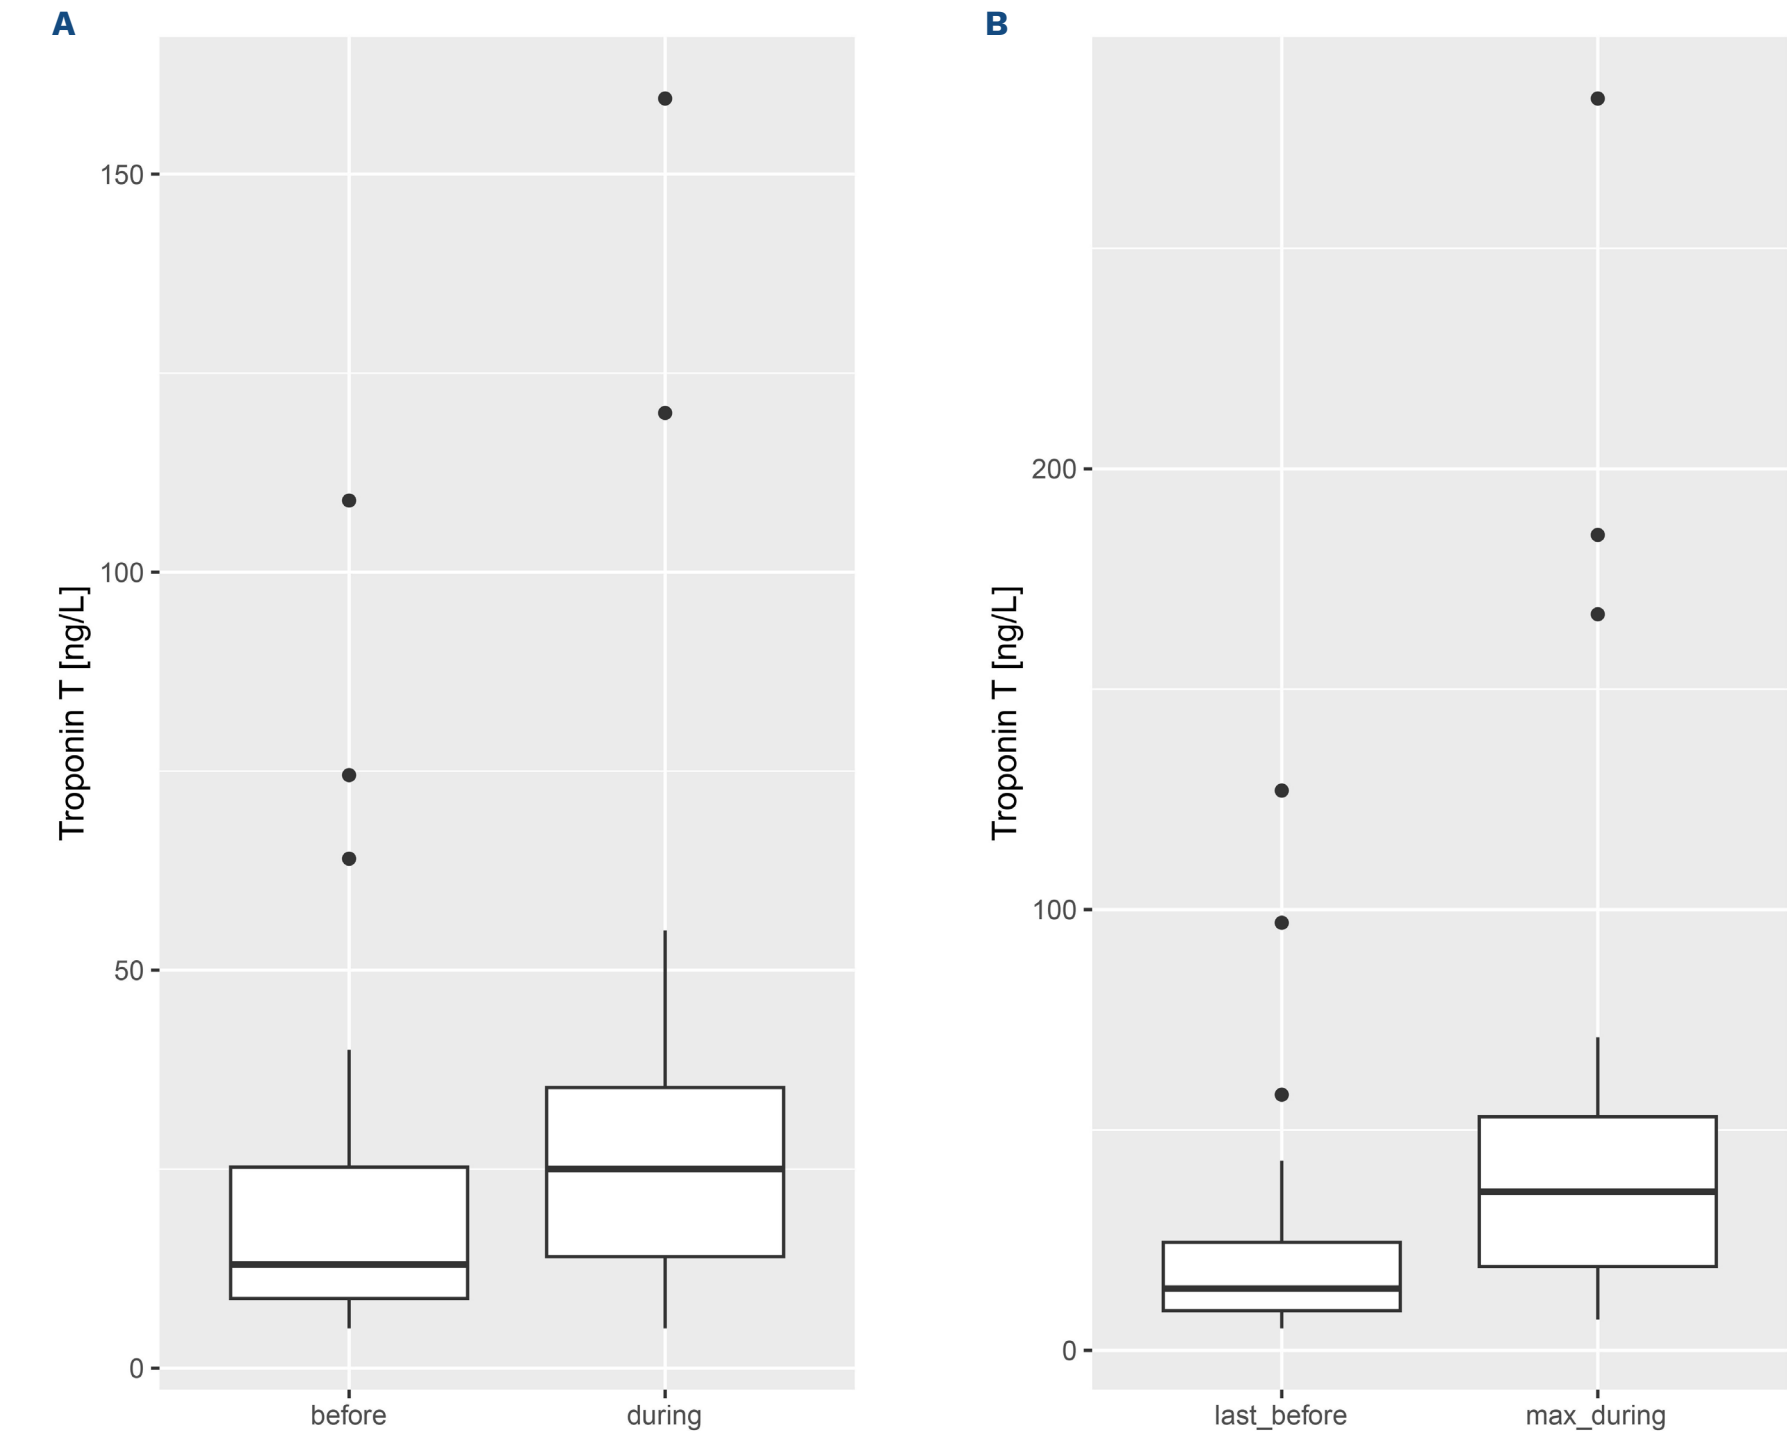 A
B
Troponin T [ng/L]
150
100
50
0
before
during
Troponin T [ng/L]
200
100
0
last_before
max_during